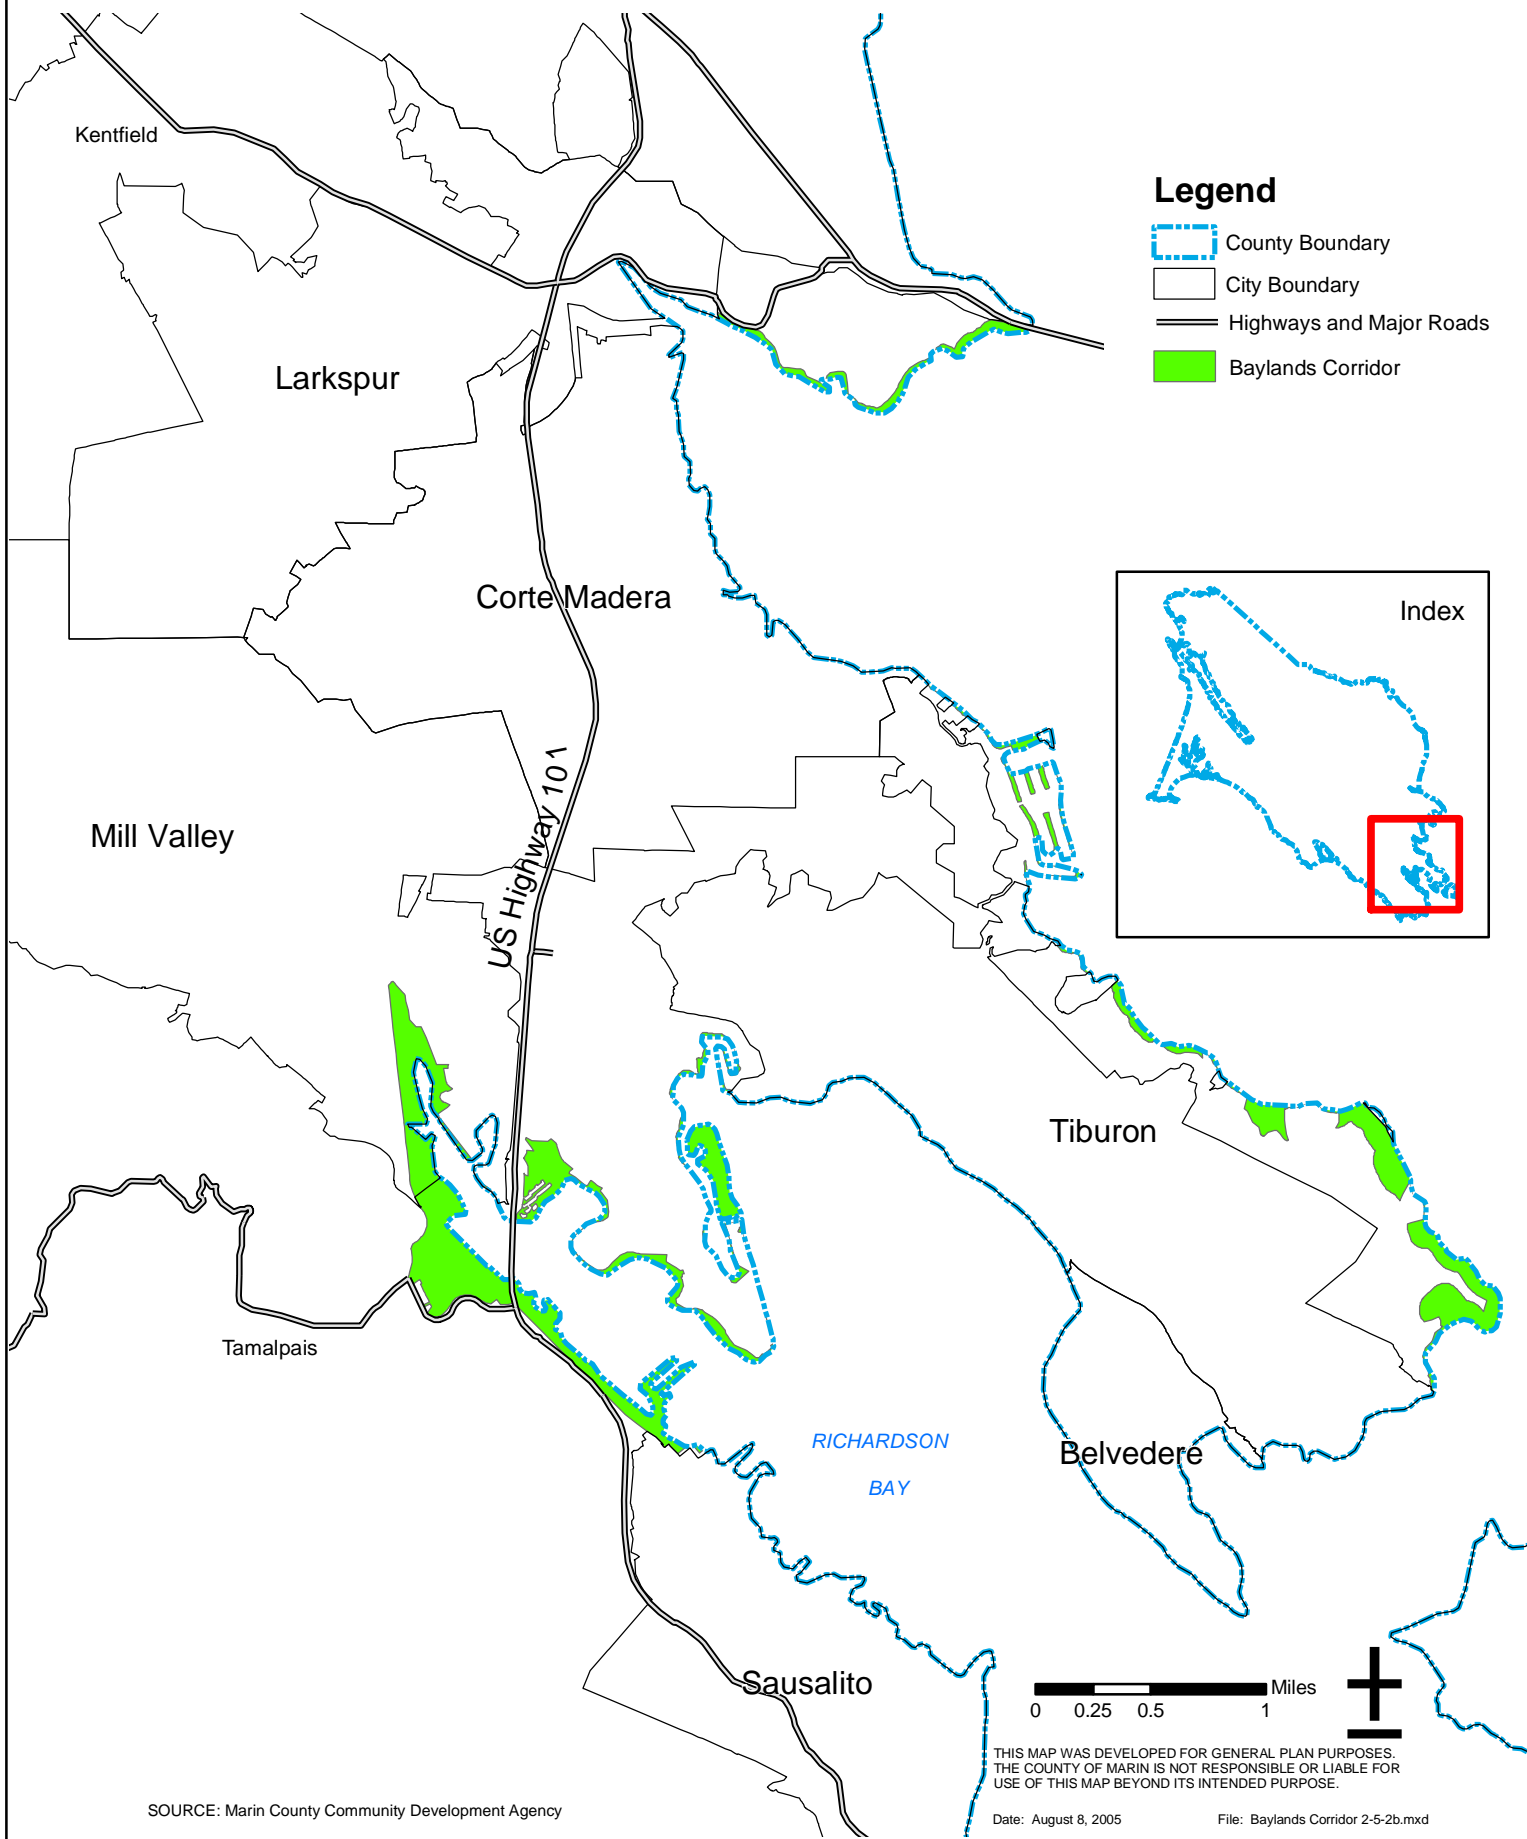 Kentfield
Legend
County Boundary
City Boundary
Highways and Major Roads
Baylands Corridor
Larkspur
Corte Madera
Index
US Highway 101
Mill Valley
Tiburon
Tamalpais
RICHARDSON
BAY
Belvedere
Sausalito
Miles
0 0.25 0.5 1
THIS MAP WAS DEVELOPED FOR GENERAL PLAN PURPOSES.
THE COUNTY OF MARIN IS NOT RESPONSIBLE OR LIABLE FOR
USE OF THIS MAP BEYOND ITS INTENDED PURPOSE.
SOURCE: Marin County Community Development Agency
Date: August 8, 2005 File: Baylands Corridor 2-5-2b.mxd